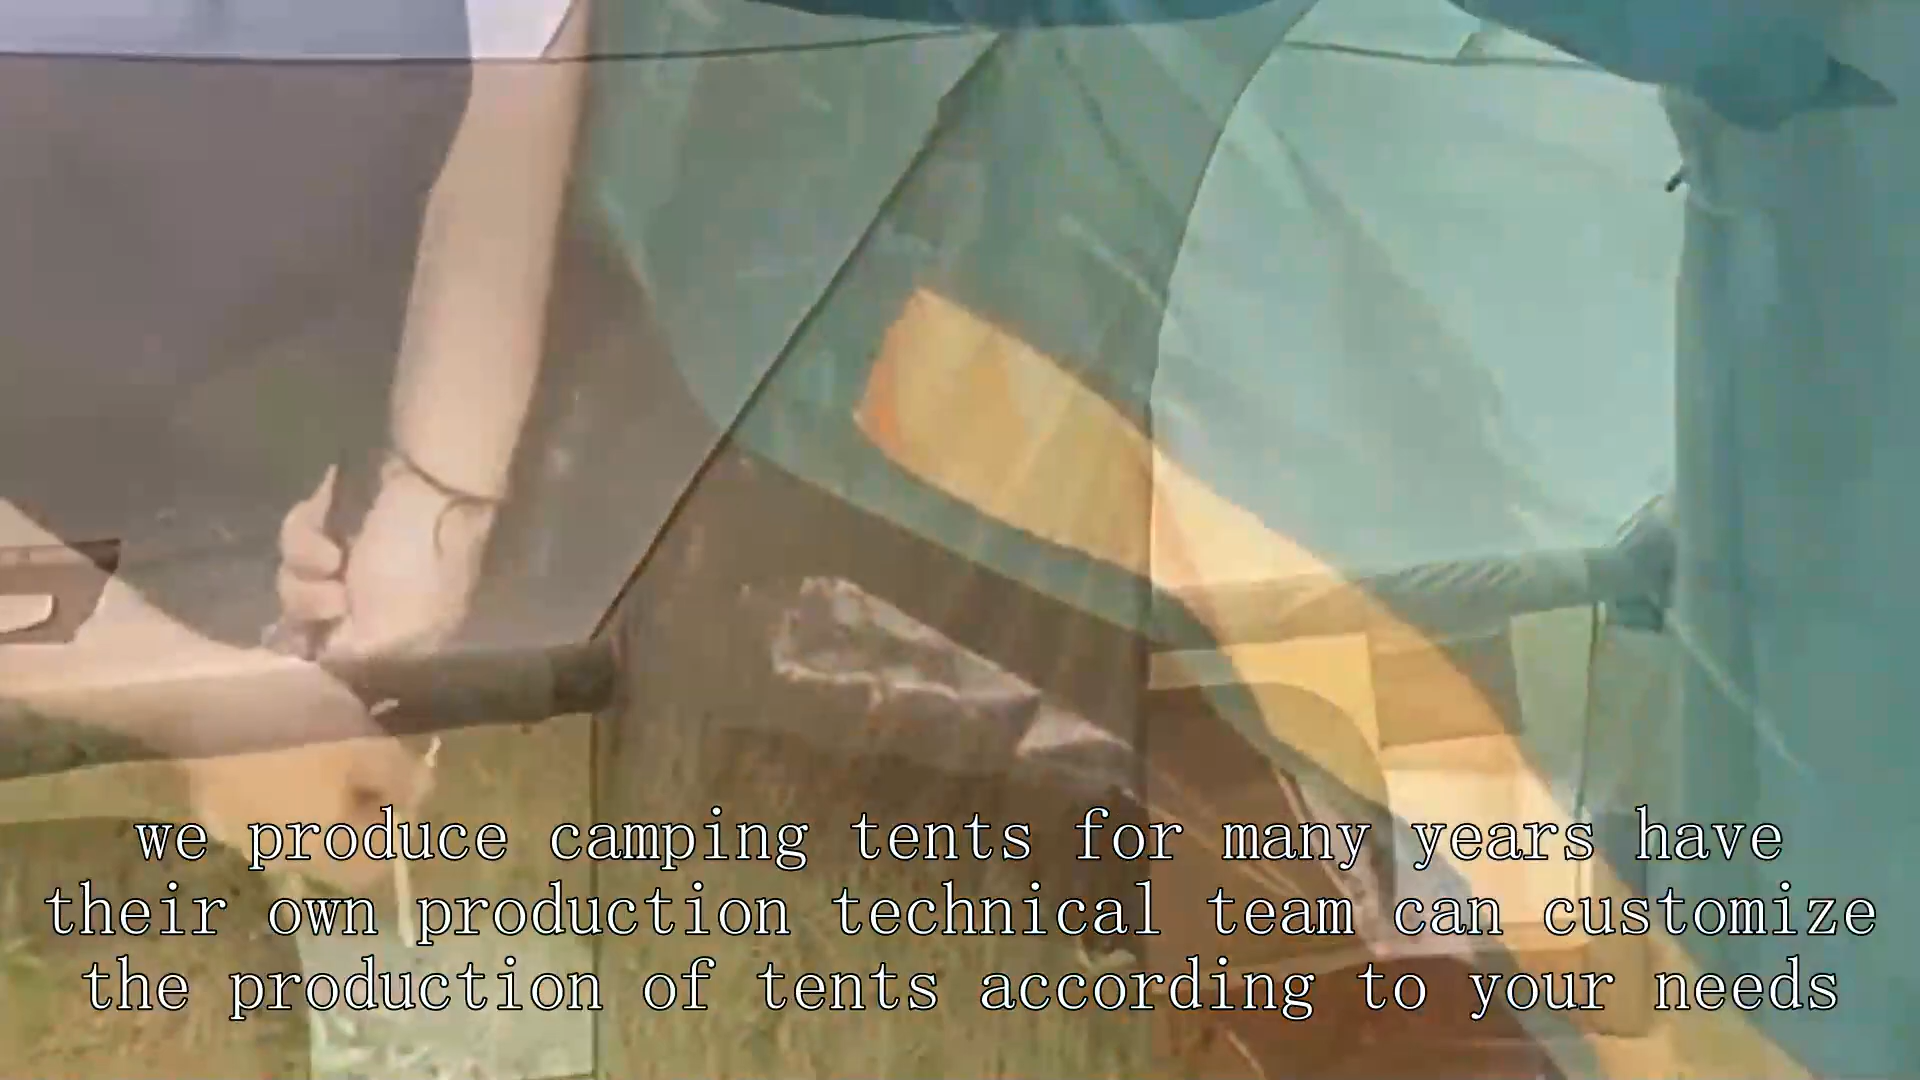 we produce camping tents for many years have
their own production technical team can customize
the production of tents according to your needs